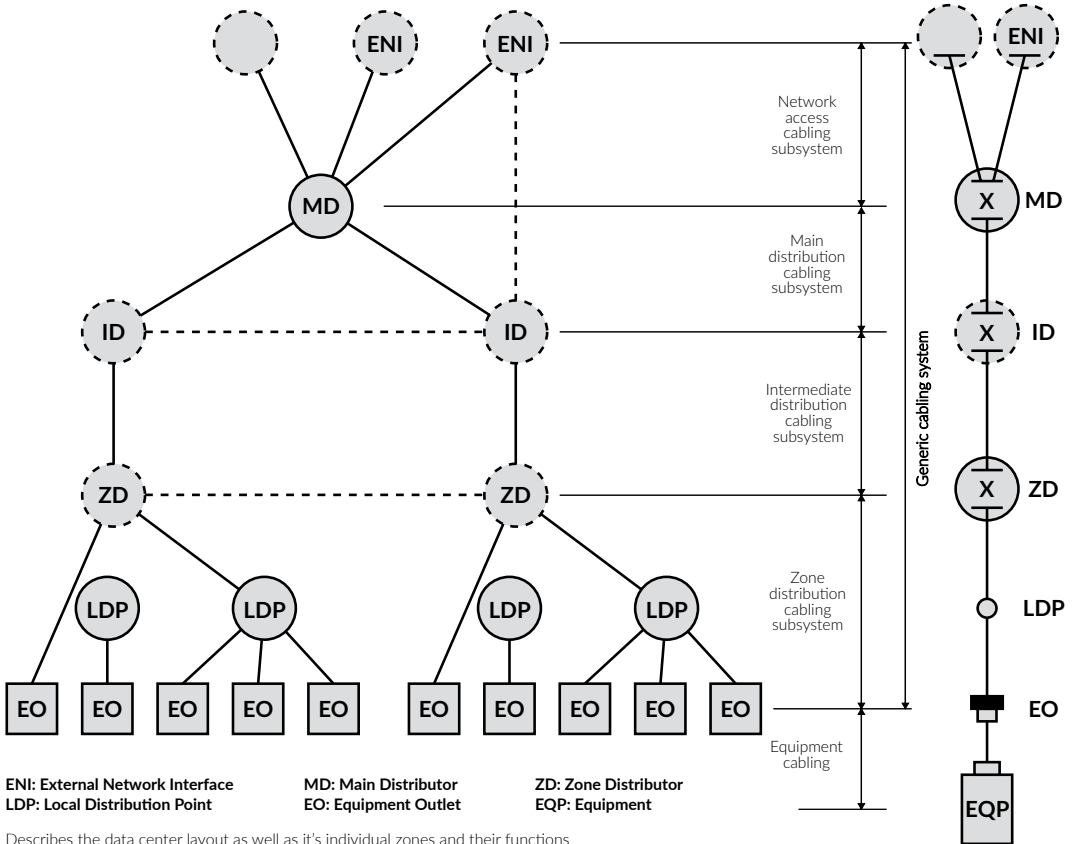 ENI
ENI
ENI
Network
access
cabling
subsystem
MD
X
MD
Main
distribution
cabling
subsystem
ID
ID
X
ID
Generic cabling system
Intermediate
distribution
cabling
subsystem
ZD
ZD
X
ZD
Zone
distribution
cabling
subsystem
LDP
LDP
LDP
LDP
LDP
EO
EO
EO
EO
EO
EO
EO
EO
EO
EO
EO
Equipment
cabling
EQP
ENI: External Network Interface
MD: Main Distributor
ZD: Zone Distributor
LDP: Local Distribution Point
EO: Equipment Outlet
EQP: Equipment
Describes the data center layout as well as it's individual zones and their functions